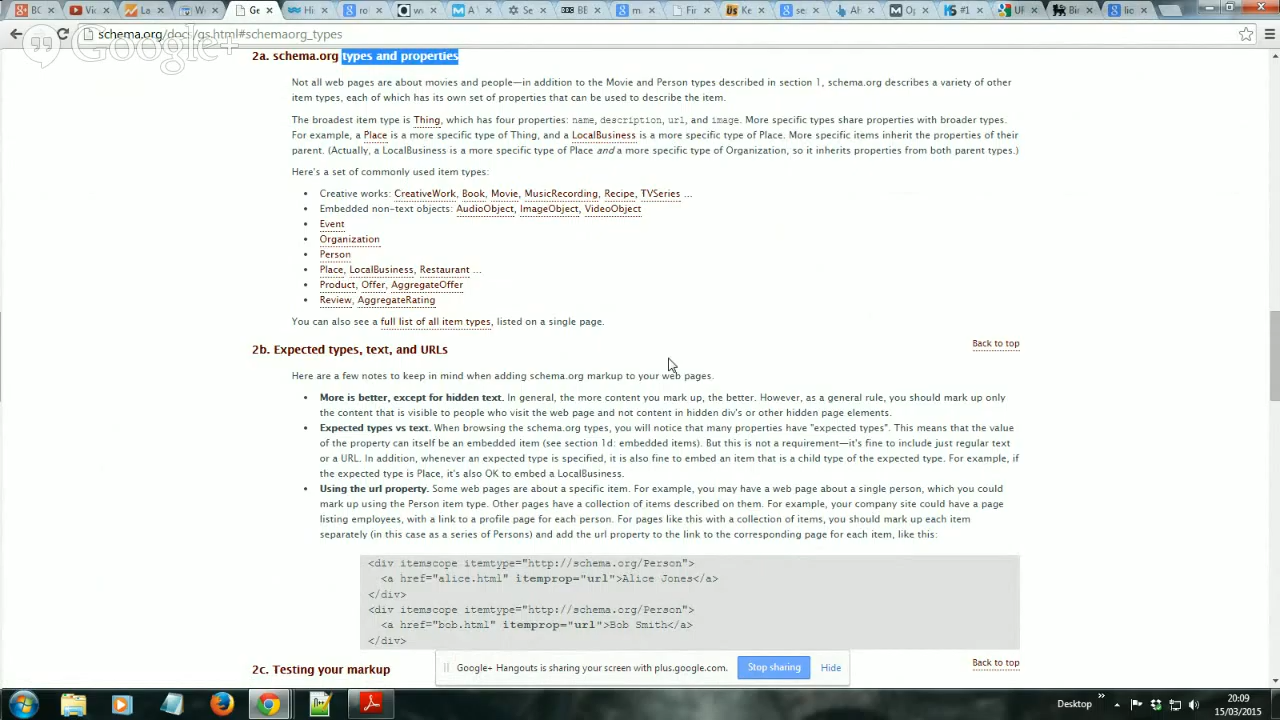 BC
Vi
La
W
Ge
Hi
ro
w
A
Se
BE
m
Fi
Ke
se
Ab
O
#1
Ul
Bir
lic
schema.org/docs/gs.html#schemaorg_types
Google+
2a. schema.org types and properties
Not all web pages are about movies and people—in addition to the Movie and Person types described in section 1, schema.org describes a variety of other
item types, each of which has its own set of properties that can be used to describe the item.
The broadest item type is Thing, which has four properties: name, description, url, and image. More specific types share properties with broader types.
For example, a Place is a more specific type of Thing, and a LocalBusiness is a more specific type of Place. More specific items inherit the properties of their
parent. (Actually, a LocalBusiness is a more specific type of Place and a more specific type of Organization, so it inherits properties from both parent types.)
Here's a set of commonly used item types:
• Creative works: CreativeWork, Book, Movie, MusicRecording, Recipe, TVSeries ...
• Embedded non-text objects: AudioObject, ImageObject, VideoObject
• Event
• Organization
• Person
• Place, LocalBusiness, Restaurant ...
• Product, Offer, AggregateOffer
• Review, AggregateRating
You can also see a full list of all item types, listed on a single page.
Back to top
2b. Expected types, text, and URLs
Here are a few notes to keep in mind when adding schema.org markup to your web pages.
• More is better, except for hidden text. In general, the more content you mark up, the better. However, as a general rule, you should mark up only
the content that is visible to people who visit the web page and not content in hidden div's or other hidden page elements.
• Expected types vs text. When browsing the schema.org types, you will notice that many properties have "expected types". This means that the value
of the property can itself be an embedded item (see section 1d: embedded items). But this is not a requirement—it's fine to include just regular text
or a URL. In addition, whenever an expected type is specified, it is also fine to embed an item that is a child type of the expected type. For example, if
the expected type is Place, it's also OK to embed a LocalBusiness.
• Using the url property. Some web pages are about a specific item. For example, you may have a web page about a single person, which you could
mark up using the Person item type. Other pages have a collection of items described on them. For example, your company site could have a page
listing employees, with a link to a profile page for each person. For pages like this with a collection of items, you should mark up each item
separately (in this case as a series of Persons) and add the url property to the link to the corresponding page for each item, like this:
<div itemscope itemtype="http://schema.org/Person">
<a href="alice.html" itemprop="url">Alice Jones</a>
</div>
<div itemscope itemtype="http://schema.org/Person">
<a href="bob.html" itemprop="url">Bob Smith</a>
</div>
Back to top
2c. Testing your markup
Google+ Hangouts is sharing your screen with plus.google.com.
Stop sharing
Hide
Desktop
20:09
15/03/2015